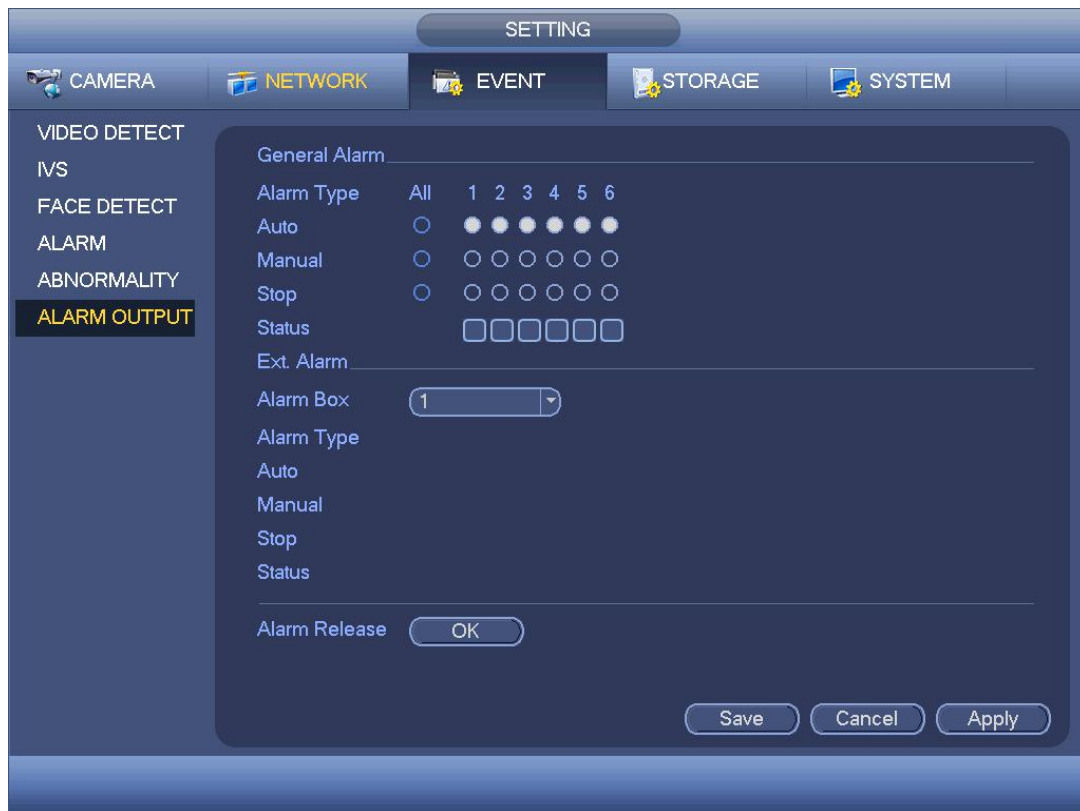 SETTING
CAMERA NETWORK EVENT STORAGE SYSTEM
VIDEO DETECT
IVS
FACE DETECT
ALARM
ABNORMALITY
ALARM OUTPUT
General Alarm
Alarm Type All 1 2 3 4 5 6
Auto
Manual
Stop
Status
Ext. Alarm
Alarm Box 1
Alarm Type
Auto
Manual
Stop
Status
Alarm Release OK
Save Cancel Apply